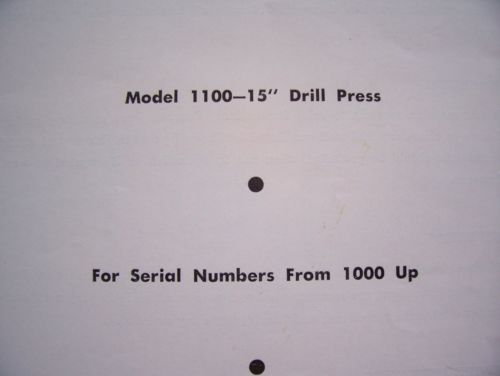 Model 1100—15" Drill Press
For Serial Numbers From 1000 Up